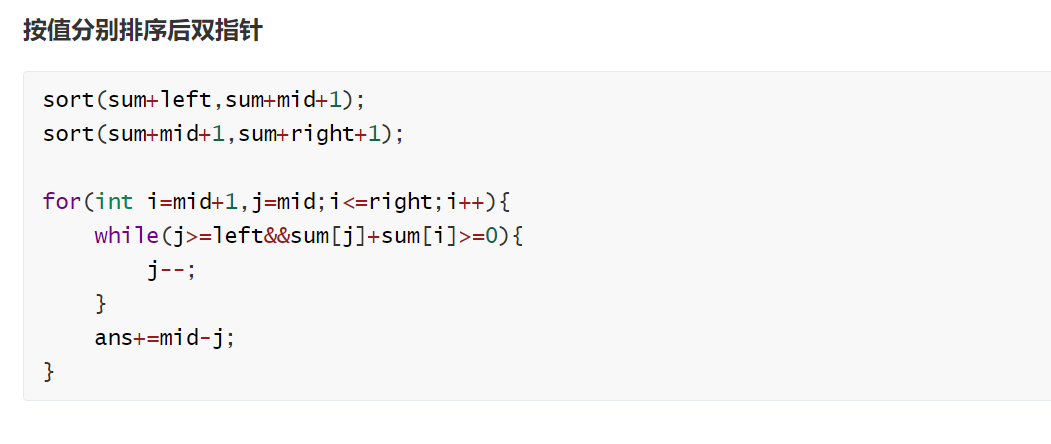 按值分别排序后双指针
sort(sum+left,sum+mid+1);
sort(sum+mid+1,sum+right+1);
for(int i=mid+1,j=mid;i<=right;i++){
    while(j>=left&&sum[j]+sum[i]>=0){
        j--;
    }
    ans+=mid-j;
}